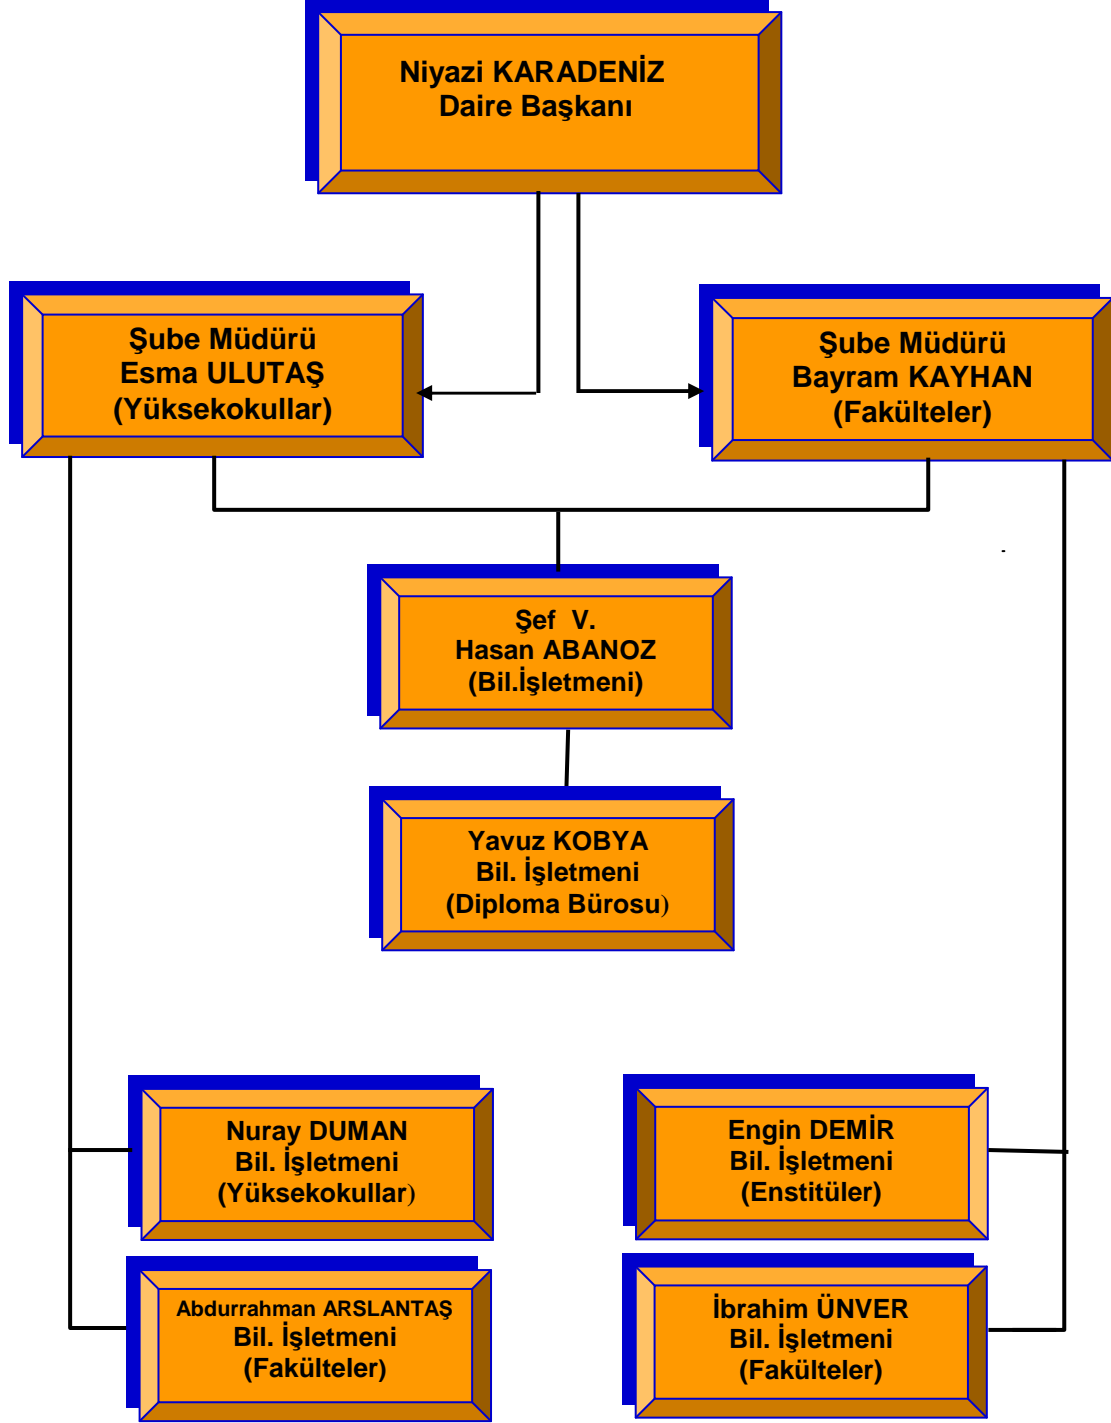 Niyazi KARADENİZ
Daire Başkanı
Şube Müdürü
Esma ULUTAŞ
(Yüksekokullar)
Şube Müdürü
Bayram KAYHAN
(Fakülteler)
-
Şef  V.
Hasan ABANOZ
(Bil.İşletmeni)
Yavuz KOBYA
Bil. İşletmeni
(Diploma Bürosu)
Nuray DUMAN
Bil. İşletmeni
(Yüksekokullar)
Engin DEMİR
Bil. İşletmeni
(Enstitüler)
Abdurrahman ARSLANTAŞ
Bil. İşletmeni
(Fakülteler)
İbrahim ÜNVER
Bil. İşletmeni
(Fakülteler)